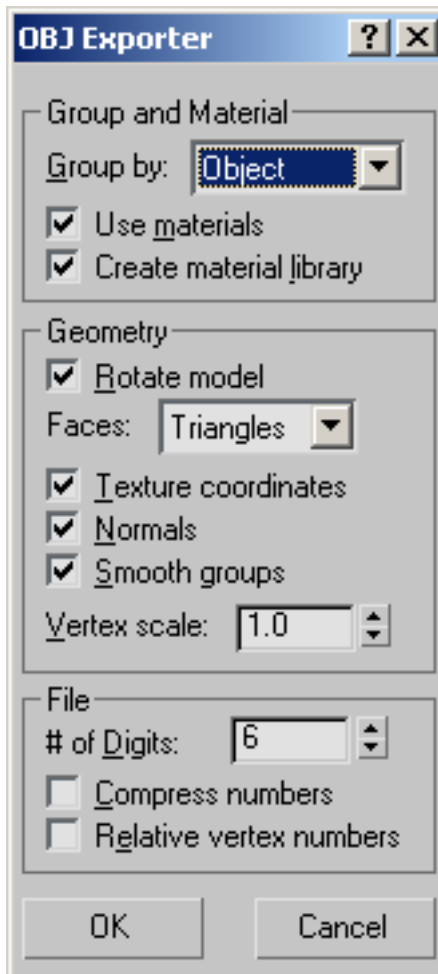 OBJ Exporter ?
Group and Material
Group by: Object
Use materials
Create material library
Geometry
Rotate model
Faces: Triangles
Texture coordinates
Normals
Smooth groups
Vertex scale: 1.0
File
# of Digits: 6
Compress numbers
Relative vertex numbers
OK Cancel